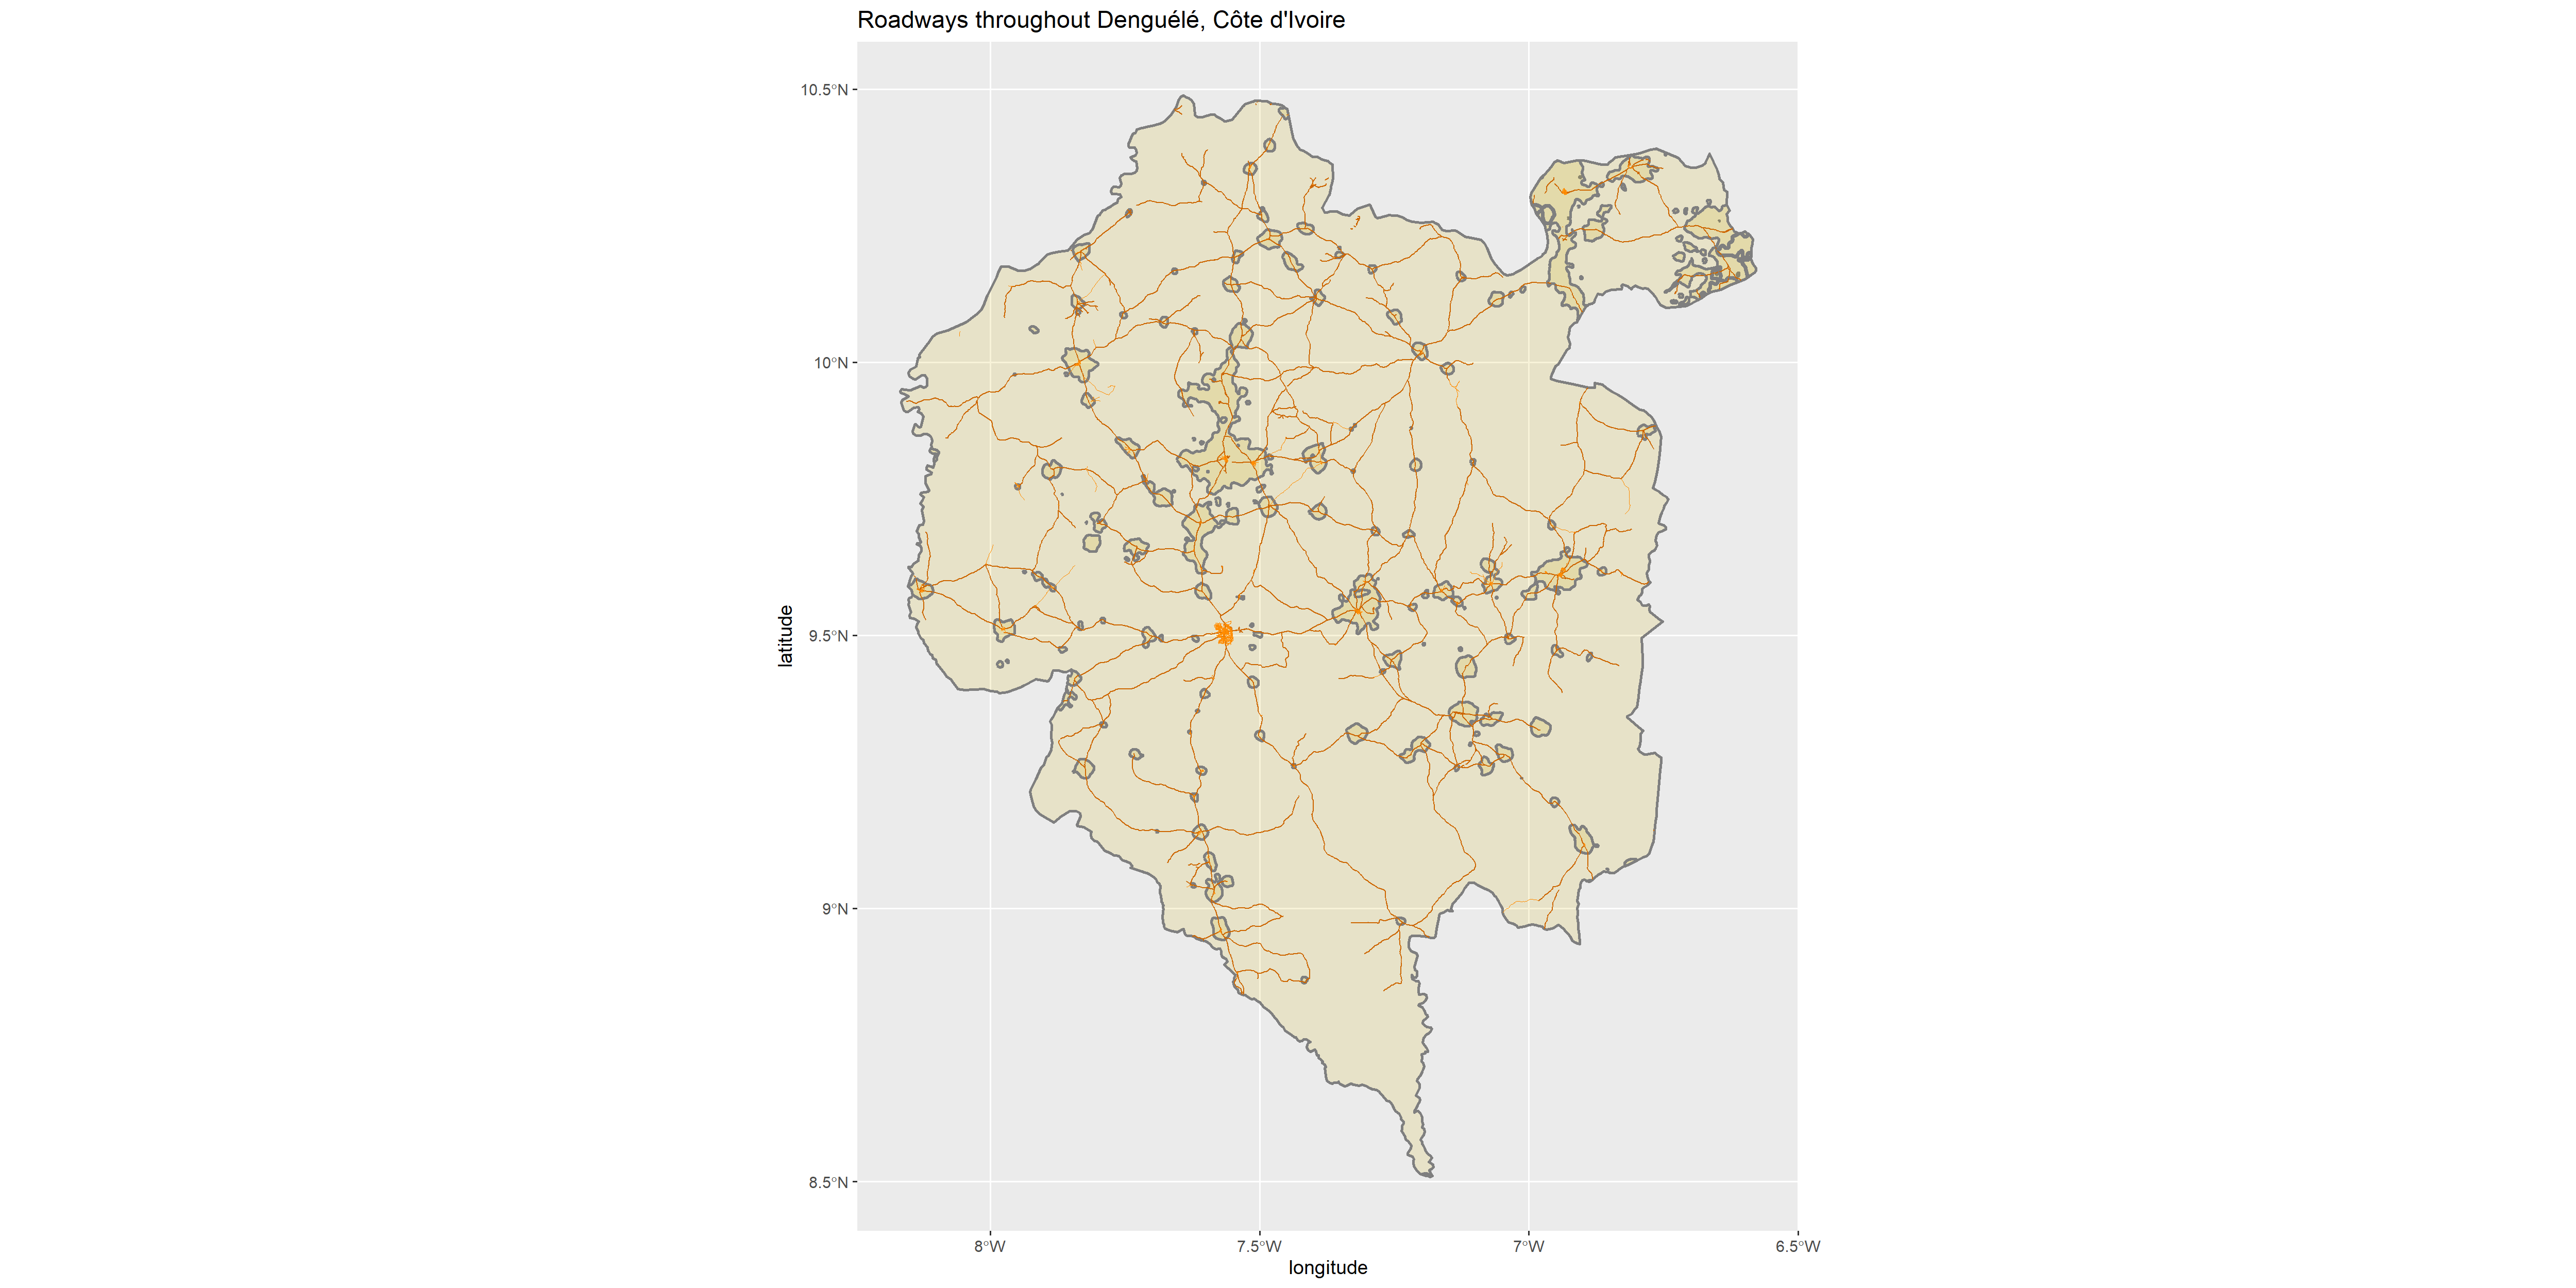 Roadways throughout Denguélé, Côte d'Ivoire
10.5°N
10°N
9.5°N
9°N
8.5°N
latitude
8°W 7.5°W 7°W 6.5°W
longitude